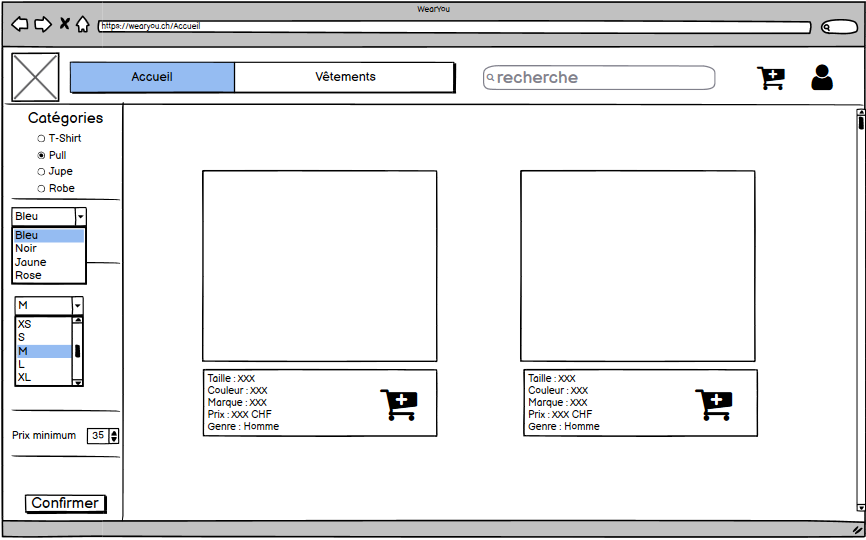 WearYou
https://wearyou.ch/Accueil
Accueil
Vêtements
recherche
Catégories
T-Shirt
Pull
Jupe
Robe
Bleu
Bleu
Noir
Jaune
Rose
M
XS
S
M
L
XL
Prix minimum
35
Confirmer
Taille : XXX
Couleur : XXX
Marque : XXX
Prix : XXX CHF
Genre : Homme
Taille : XXX
Couleur : XXX
Marque : XXX
Prix : XXX CHF
Genre : Homme